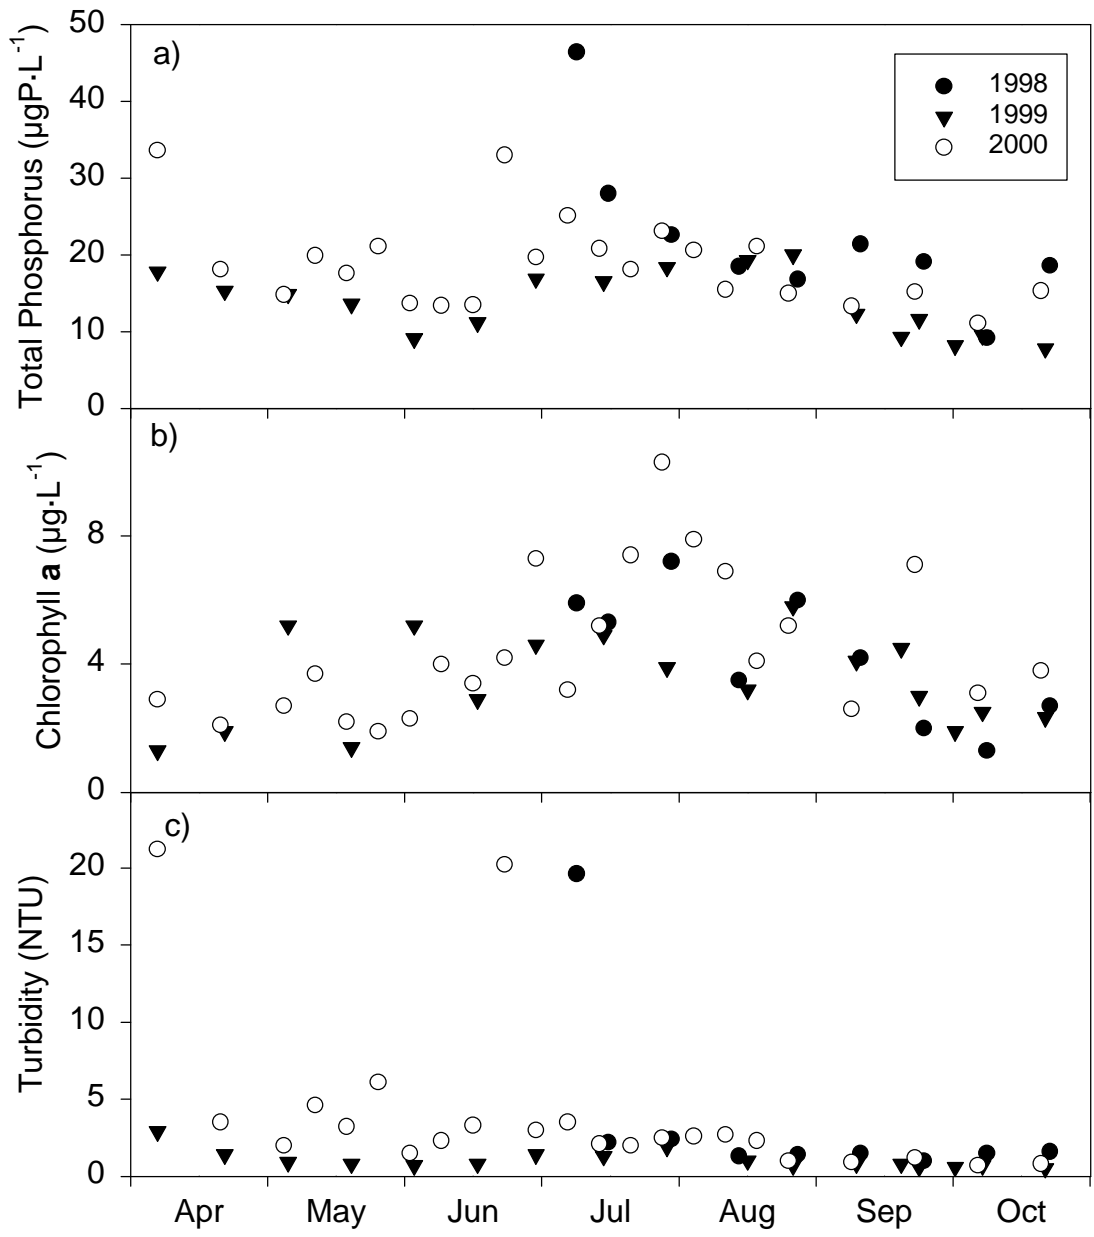 Total Phosphorus (µgP·L⁻¹)
50
40
30
20
10
0
a)
1998
1999
2000
Chlorophyll a (µg·L⁻¹)
8
4
0
b)
Turbidity (NTU)
20
15
10
5
0
c)
Apr May Jun Jul Aug Sep Oct